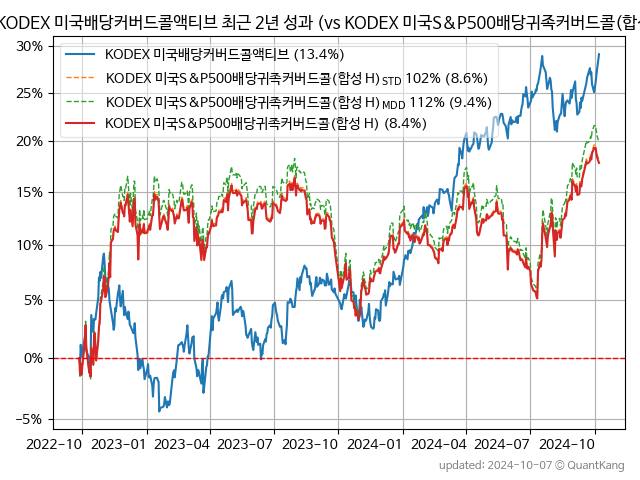 KODEX 미국배당커버드콜액티브 최근 2년 성과 (vs KODEX 미국S&P500배당귀족커버드콜(합성
30%
25%
20%
15%
10%
5%
0%
−5%
KODEX 미국배당커버드콜액티브 (13.4%)
KODEX 미국S&P500배당귀족커버드콜(합성 H) STD 102% (8.6%)
KODEX 미국S&P500배당귀족커버드콜(합성 H) MDD 112% (9.4%)
KODEX 미국S&P500배당귀족커버드콜(합성 H) (8.4%)
2022-10 2023-01 2023-04 2023-07 2023-10 2024-01 2024-04 2024-07 2024-10
updated: 2024-10-07 © QuantKang